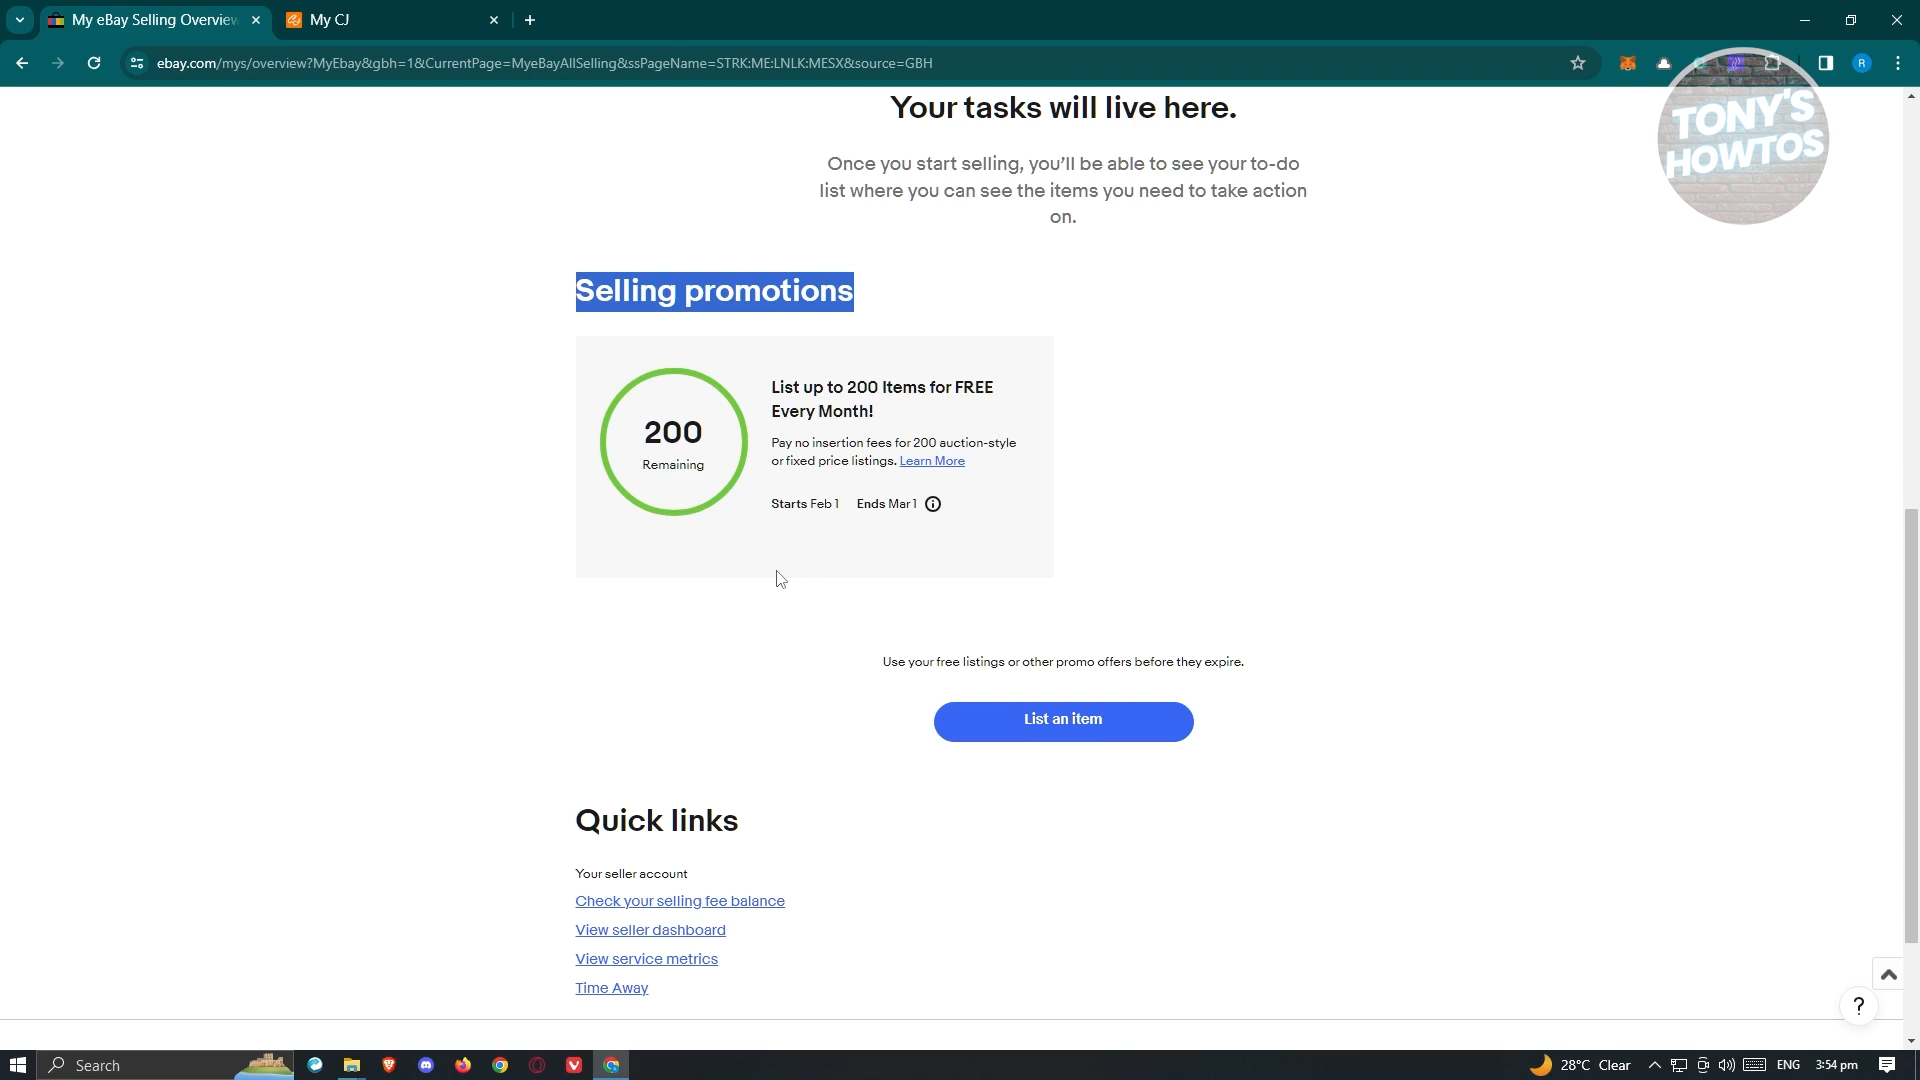 My eBay Selling Overview
My CJ
ebay.com/mys/overview?MyEbay&gbh=1&CurrentPage=MyeBayAllSelling&ssPageName=STRK:ME:LNLK:MESX&source=GBH
R
TONY'S
HOWTOS
Your tasks will live here.
Once you start selling, you'll be able to see your to-do
list where you can see the items you need to take action
on.
Selling promotions
200
Remaining
List up to 200 Items for FREE
Every Month!
Pay no insertion fees for 200 auction-style
or fixed price listings. Learn More
Starts Feb 1 Ends Mar 1
Use your free listings or other promo offers before they expire.
List an item
Quick links
Your seller account
Check your selling fee balance
View seller dashboard
View service metrics
Time Away
?
Search
28°C Clear
ENG
3:54 pm